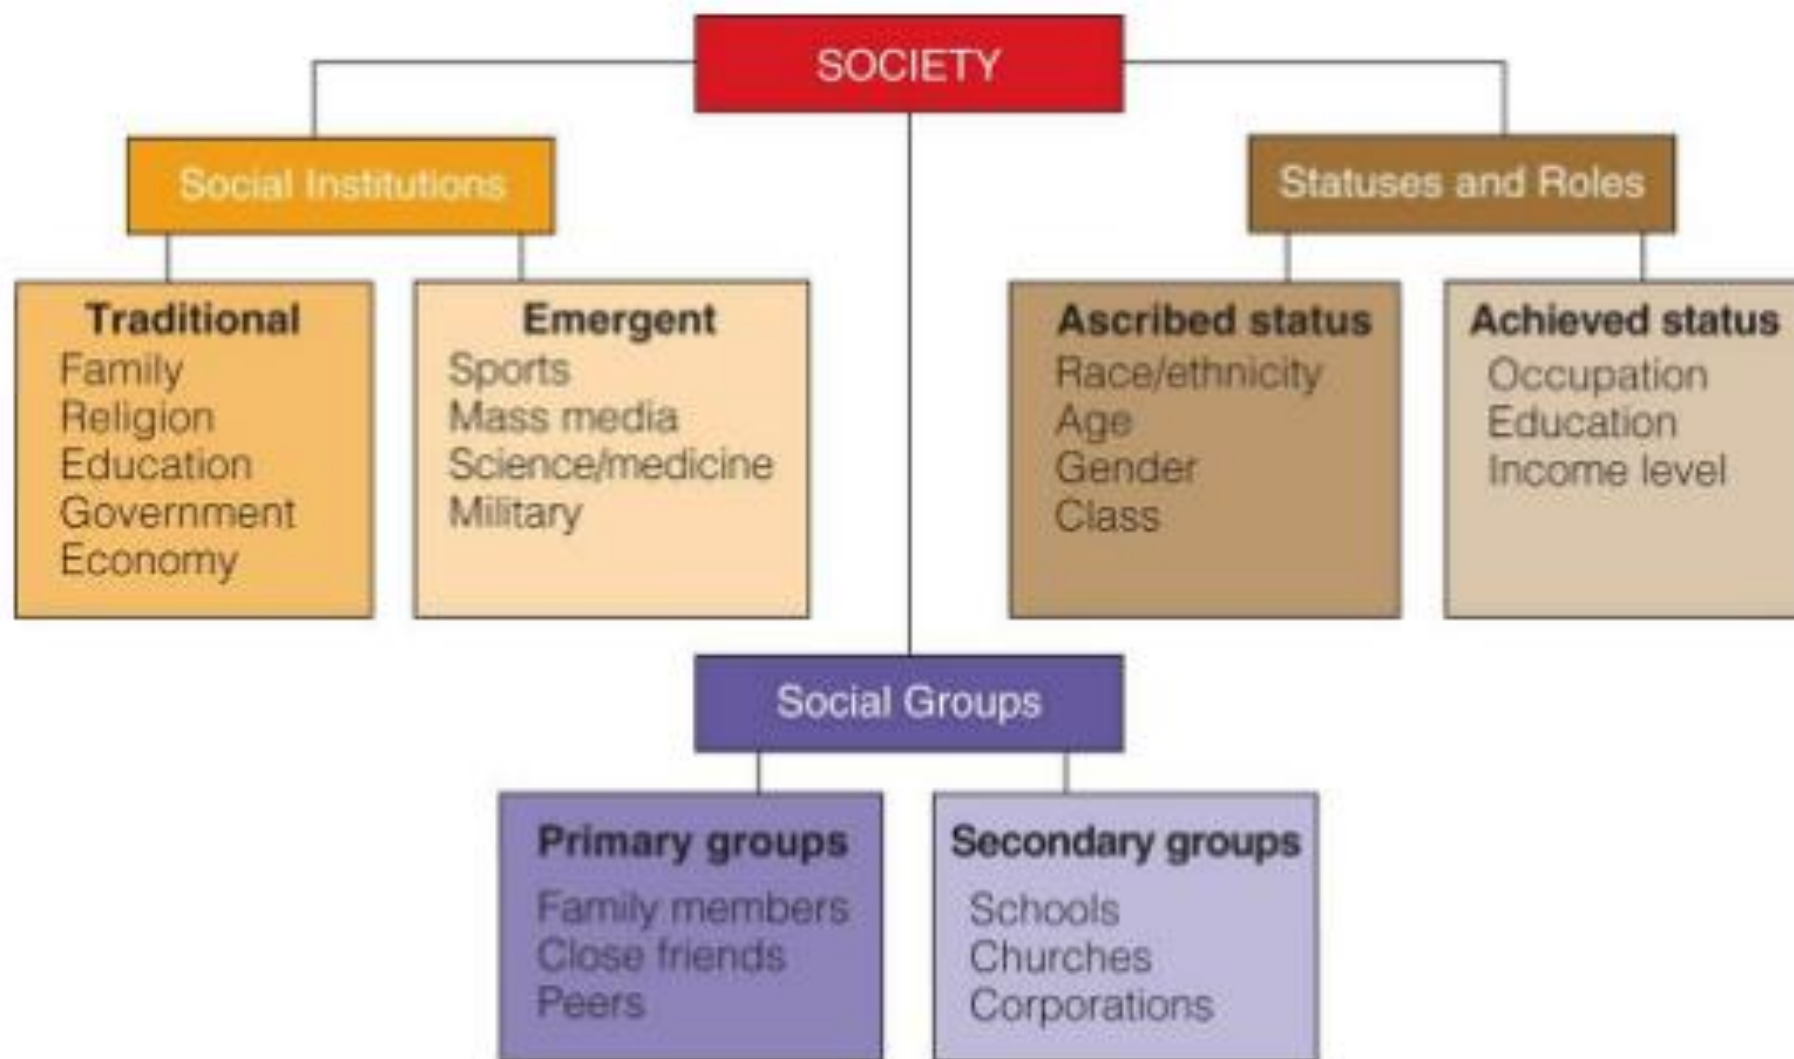 SOCIETY
Social Institutions
Statuses and Roles
Traditional
Family
Religion
Education
Government
Economy
Emergent
Sports
Mass media
Science/medicine
Military
Ascribed status
Race/ethnicity
Age
Gender
Class
Achieved status
Occupation
Education
Income level
Social Groups
Primary groups
Family members
Close friends
Peers
Secondary groups
Schools
Churches
Corporations